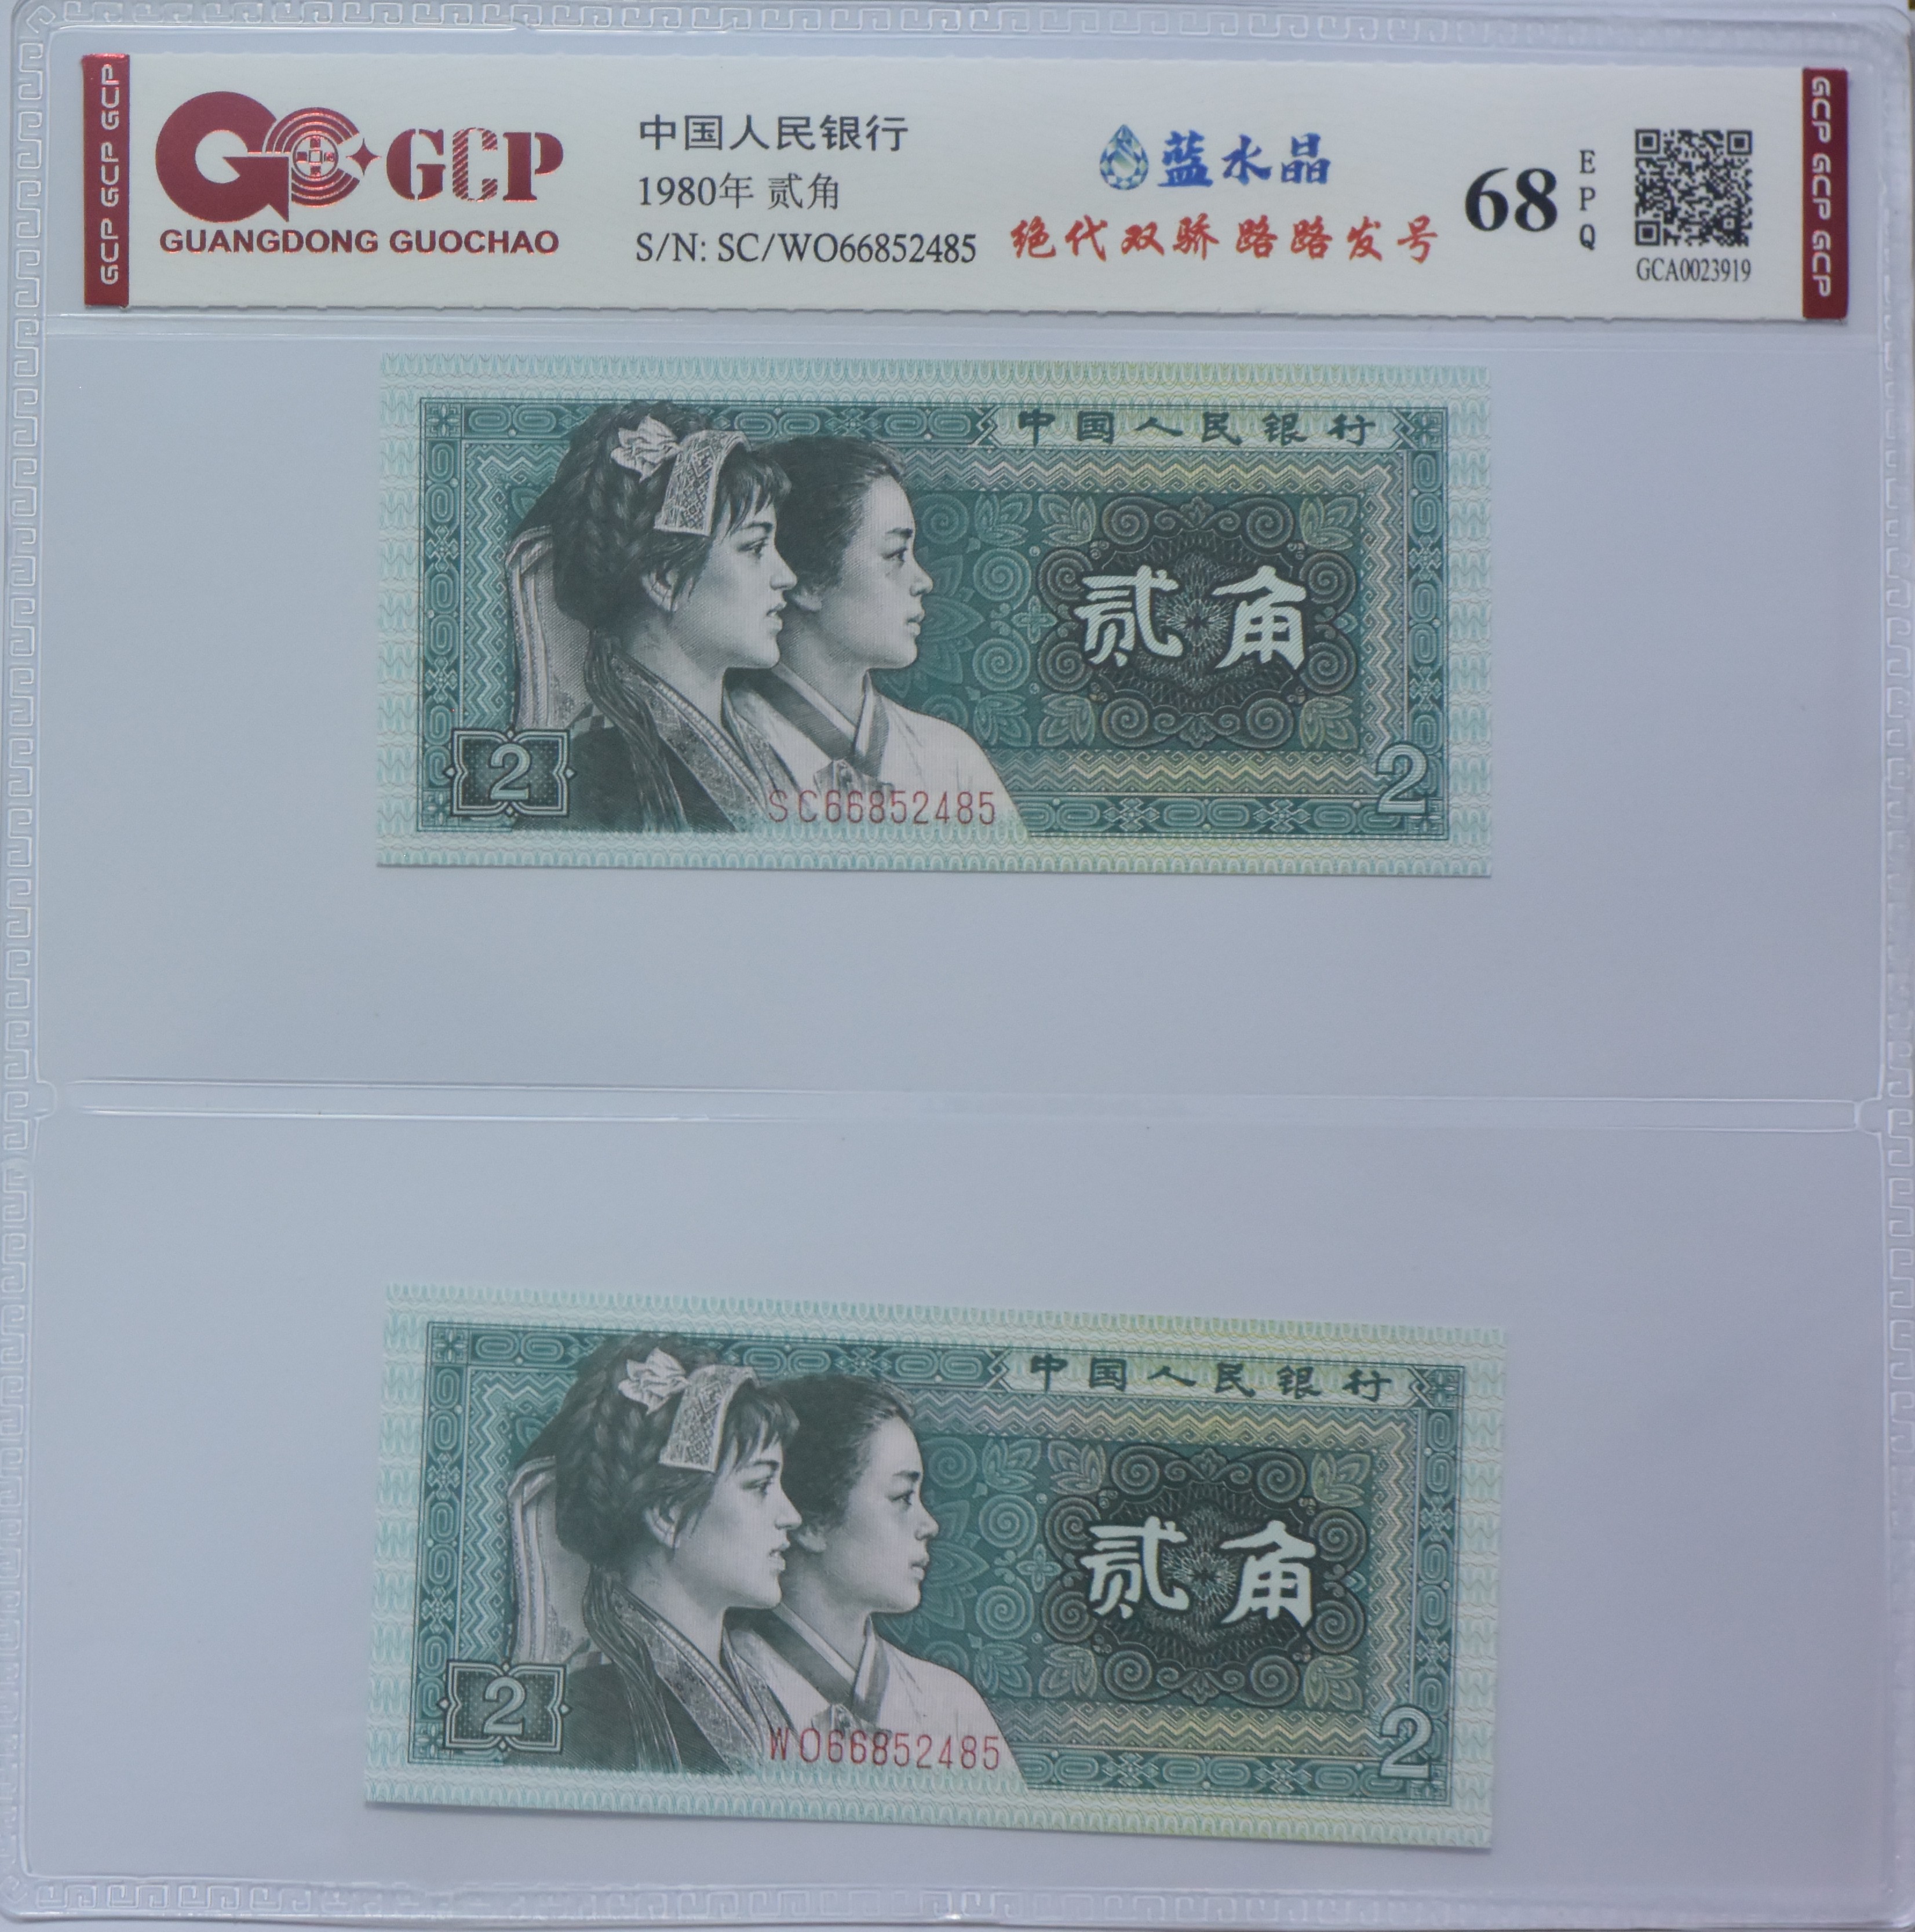 GCP GCP GCP
GCP
GUANGDONG GUOCHAO
中国人民银行
1980年 贰角
S/N: SC/WO66852485
蓝水晶
绝代双骄 路路发号
68
EPQ
GCA0023919
GCP GCP GCP
中国人民银行
贰角
2
2
SC66852485
中国人民银行
贰角
2
2
WO66852485